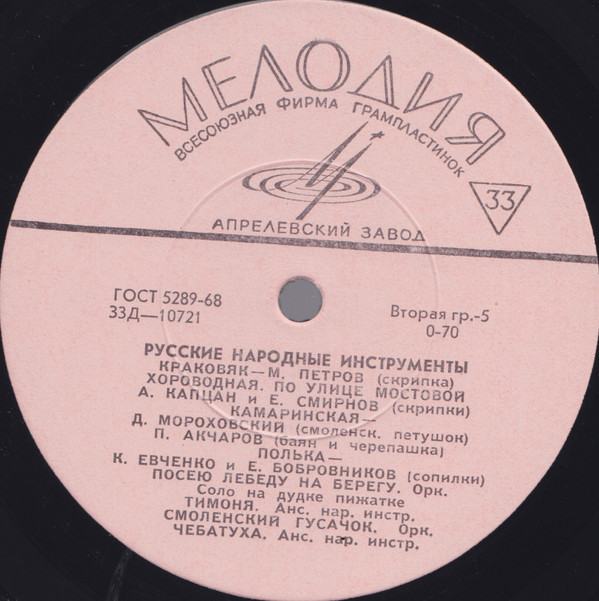 МЕЛОДИЯ
ВСЕСОЮЗНАЯ ФИРМА ГРАМПЛАСТИНОК
33
АПРЕЛЕВСКИЙ ЗАВОД
ГОСТ 5289-68
33Д—10721
Вторая гр.-5
0-70
РУССКИЕ НАРОДНЫЕ ИНСТРУМЕНТЫ
КРАКОВЯК—М. ПЕТРОВ (скрипка)
ХОРОВОДНАЯ. ПО УЛИЦЕ МОСТОВОЙ
А. КАПЦАН и Е. СМИРНОВ (скрипки)
КАМАРИНСКАЯ—
Д. МОРОХОВСКИЙ (смоленск. петушок)
П. АКЧАРОВ (баян и черепашка)
ПОЛЬКА—
К. ЕВЧЕНКО и Е. БОБРОВНИКОВ (сопилки)
ПОСЕЮ ЛЕБЕДУ НА БЕРЕГУ. Орк.
Соло на дудке пижатке
ТИМОНЯ. Анс. нар. инстр.
СМОЛЕНСКИЙ ГУСАЧОК. Орк.
ЧЕБАТУХА. Анс. нар. инстр.